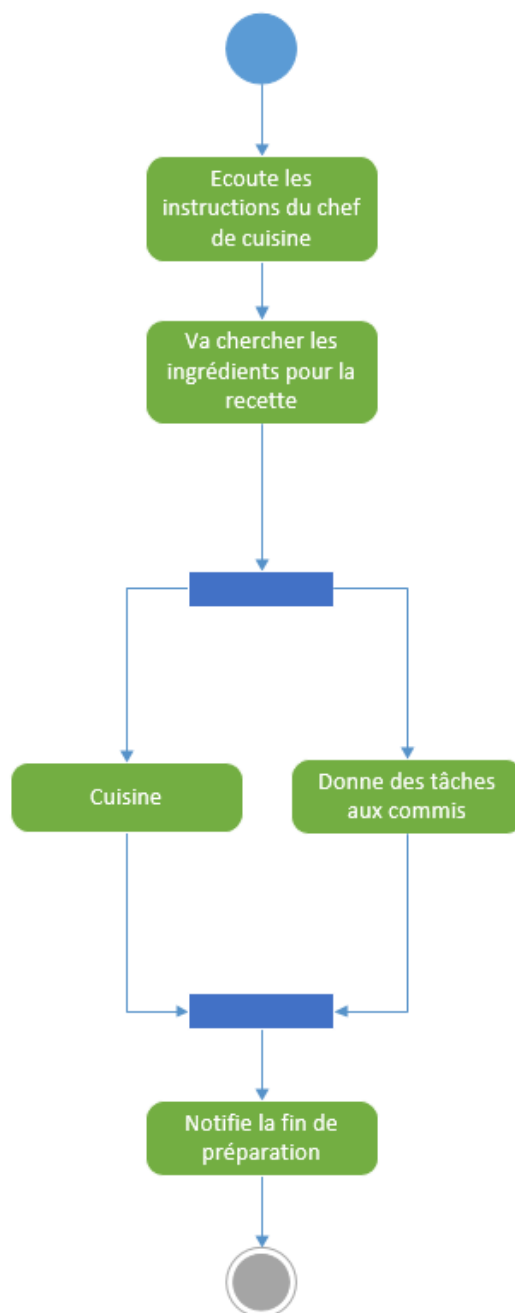 Ecoute les
instructions du chef
de cuisine
Va chercher les
ingrédients pour la
recette
Cuisine
Donne des tâches
aux commis
Notifie la fin de
préparation